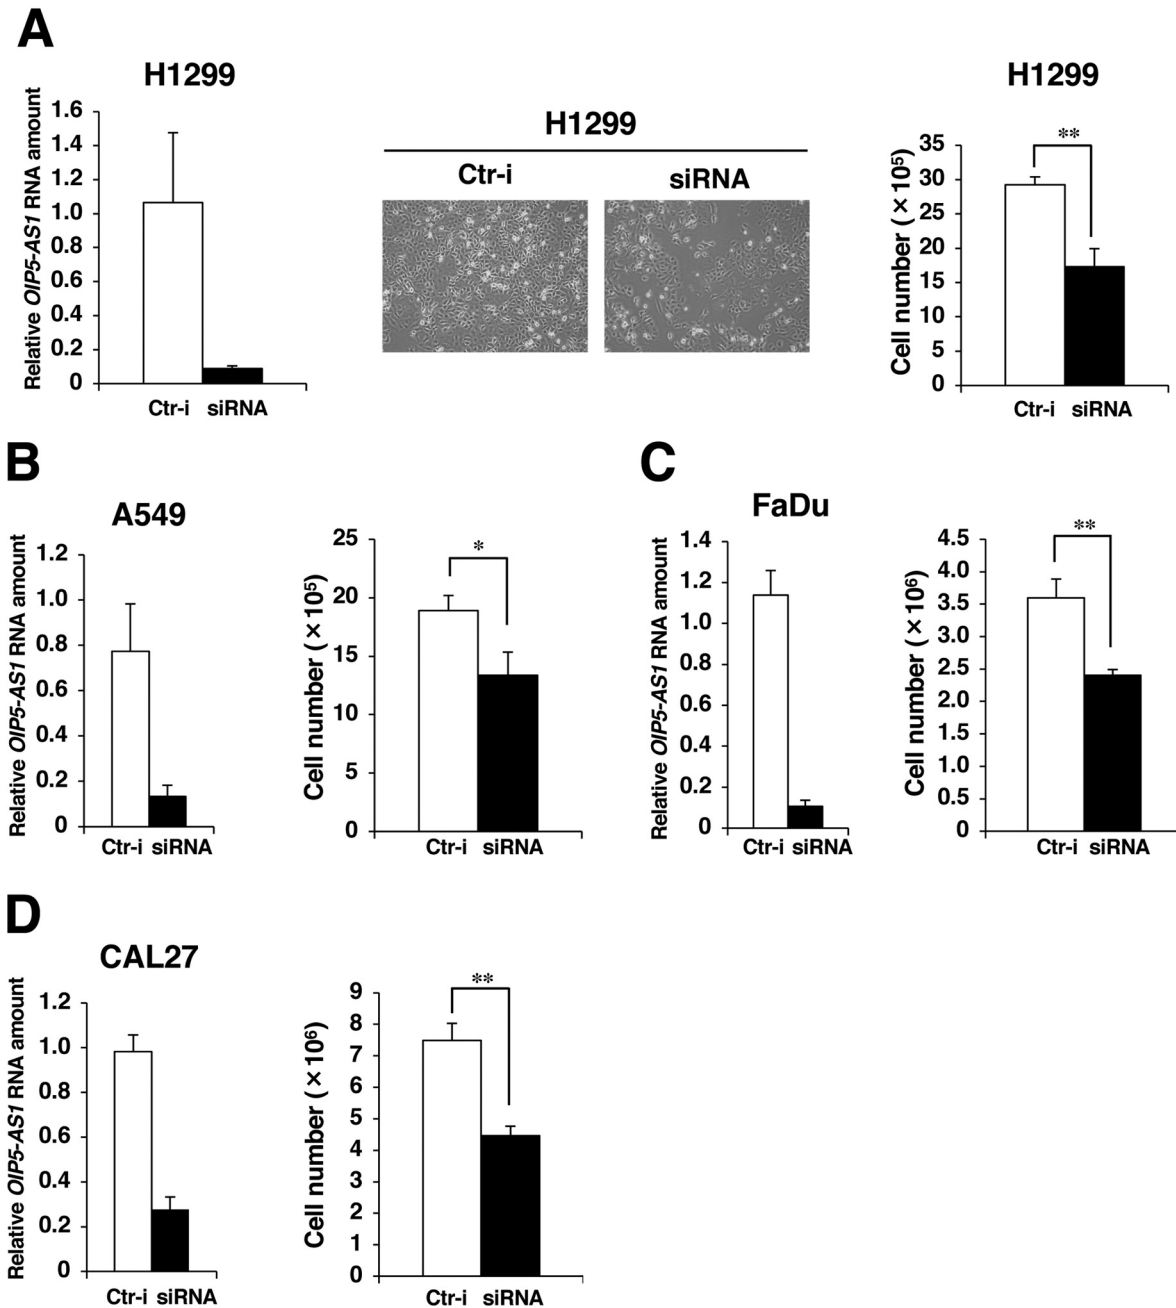 A
H1299
Relative OIP5-AS1 RNA amount
1.6
1.4
1.2
1.0
0.8
0.6
0.4
0.2
0
Ctr-i siRNA
H1299
Ctr-i siRNA
H1299
Cell number (×10⁵)
35
30
25
20
15
10
5
0
**
Ctr-i siRNA
B
A549
Relative OIP5-AS1 RNA amount
1.2
1.0
0.8
0.6
0.4
0.2
0
Ctr-i siRNA
Cell number (×10⁵)
25
20
15
10
5
0
*
Ctr-i siRNA
C
FaDu
Relative OIP5-AS1 RNA amount
1.4
1.2
1.0
0.8
0.6
0.4
0.2
0
Ctr-i siRNA
Cell number (×10⁶)
4.5
4.0
3.5
3.0
2.5
2.0
1.5
1.0
0.5
0
**
Ctr-i siRNA
D
CAL27
Relative OIP5-AS1 RNA amount
1.2
1.0
0.8
0.6
0.4
0.2
0
Ctr-i siRNA
Cell number (×10⁶)
9
8
7
6
5
4
3
2
1
0
**
Ctr-i siRNA